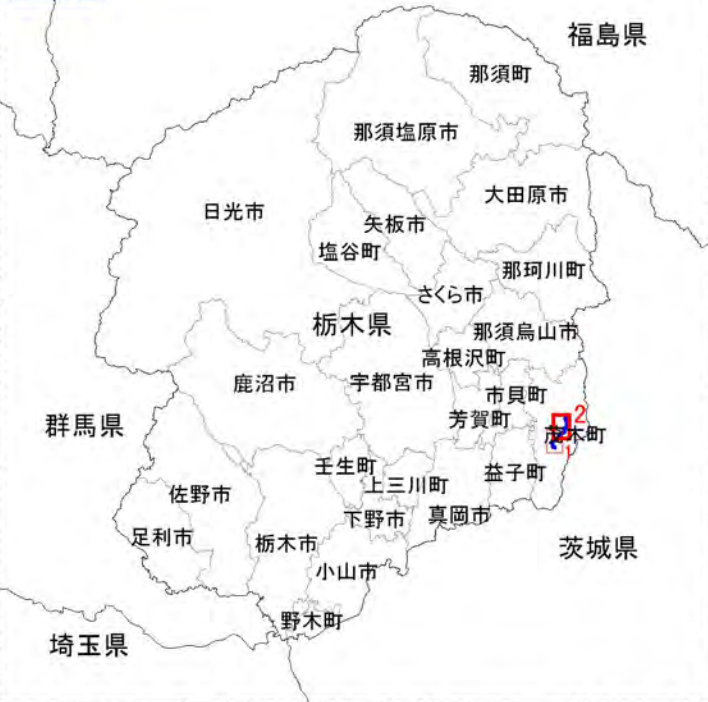 福島県
那須町
那須塩原市
大田原市
日光市
矢板市
塩谷町
那珂川町
さくら市
栃木県
那須烏山市
高根沢町
鹿沼市
宇都宮市
市貝町
芳賀町
群馬県
2
茂木町
1
壬生町
益子町
上三川町
佐野市
下野市
真岡市
足利市
栃木市
茨城県
小山市
野木町
埼玉県